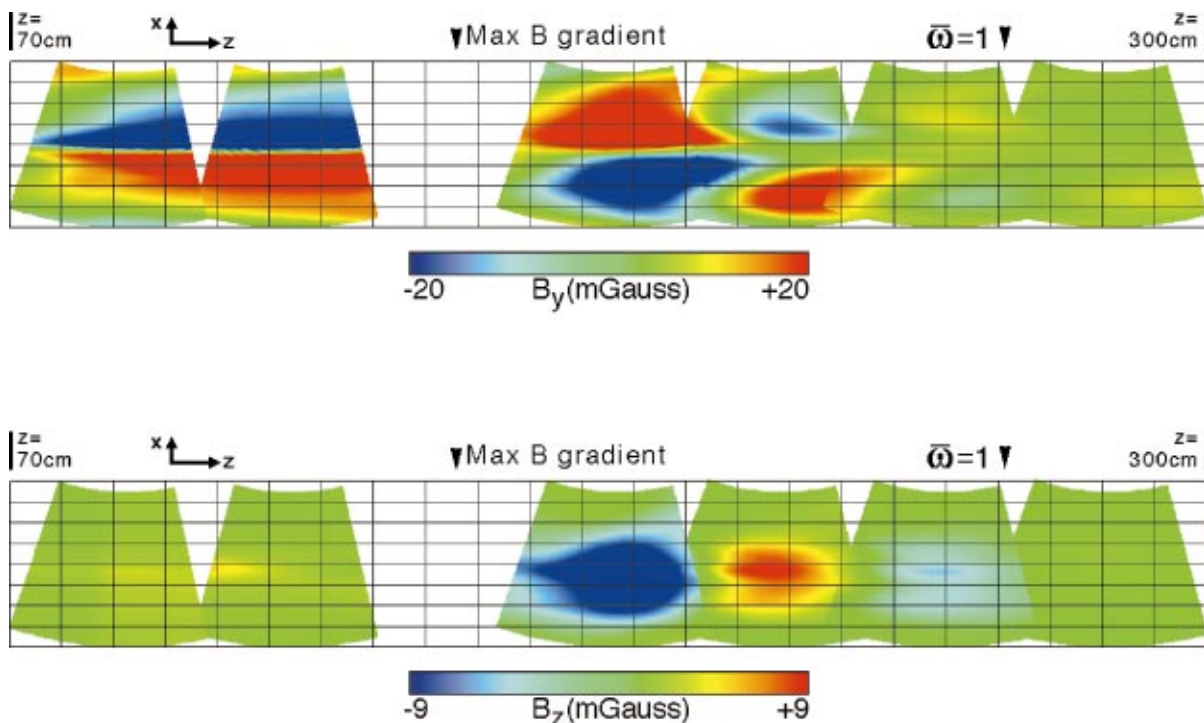 z=
70cm
x
z
Max B gradient
ω̅=1
z=
300cm
-20
By(mGauss)
+20
z=
70cm
x
z
Max B gradient
ω̅=1
z=
300cm
-9
Bz(mGauss)
+9